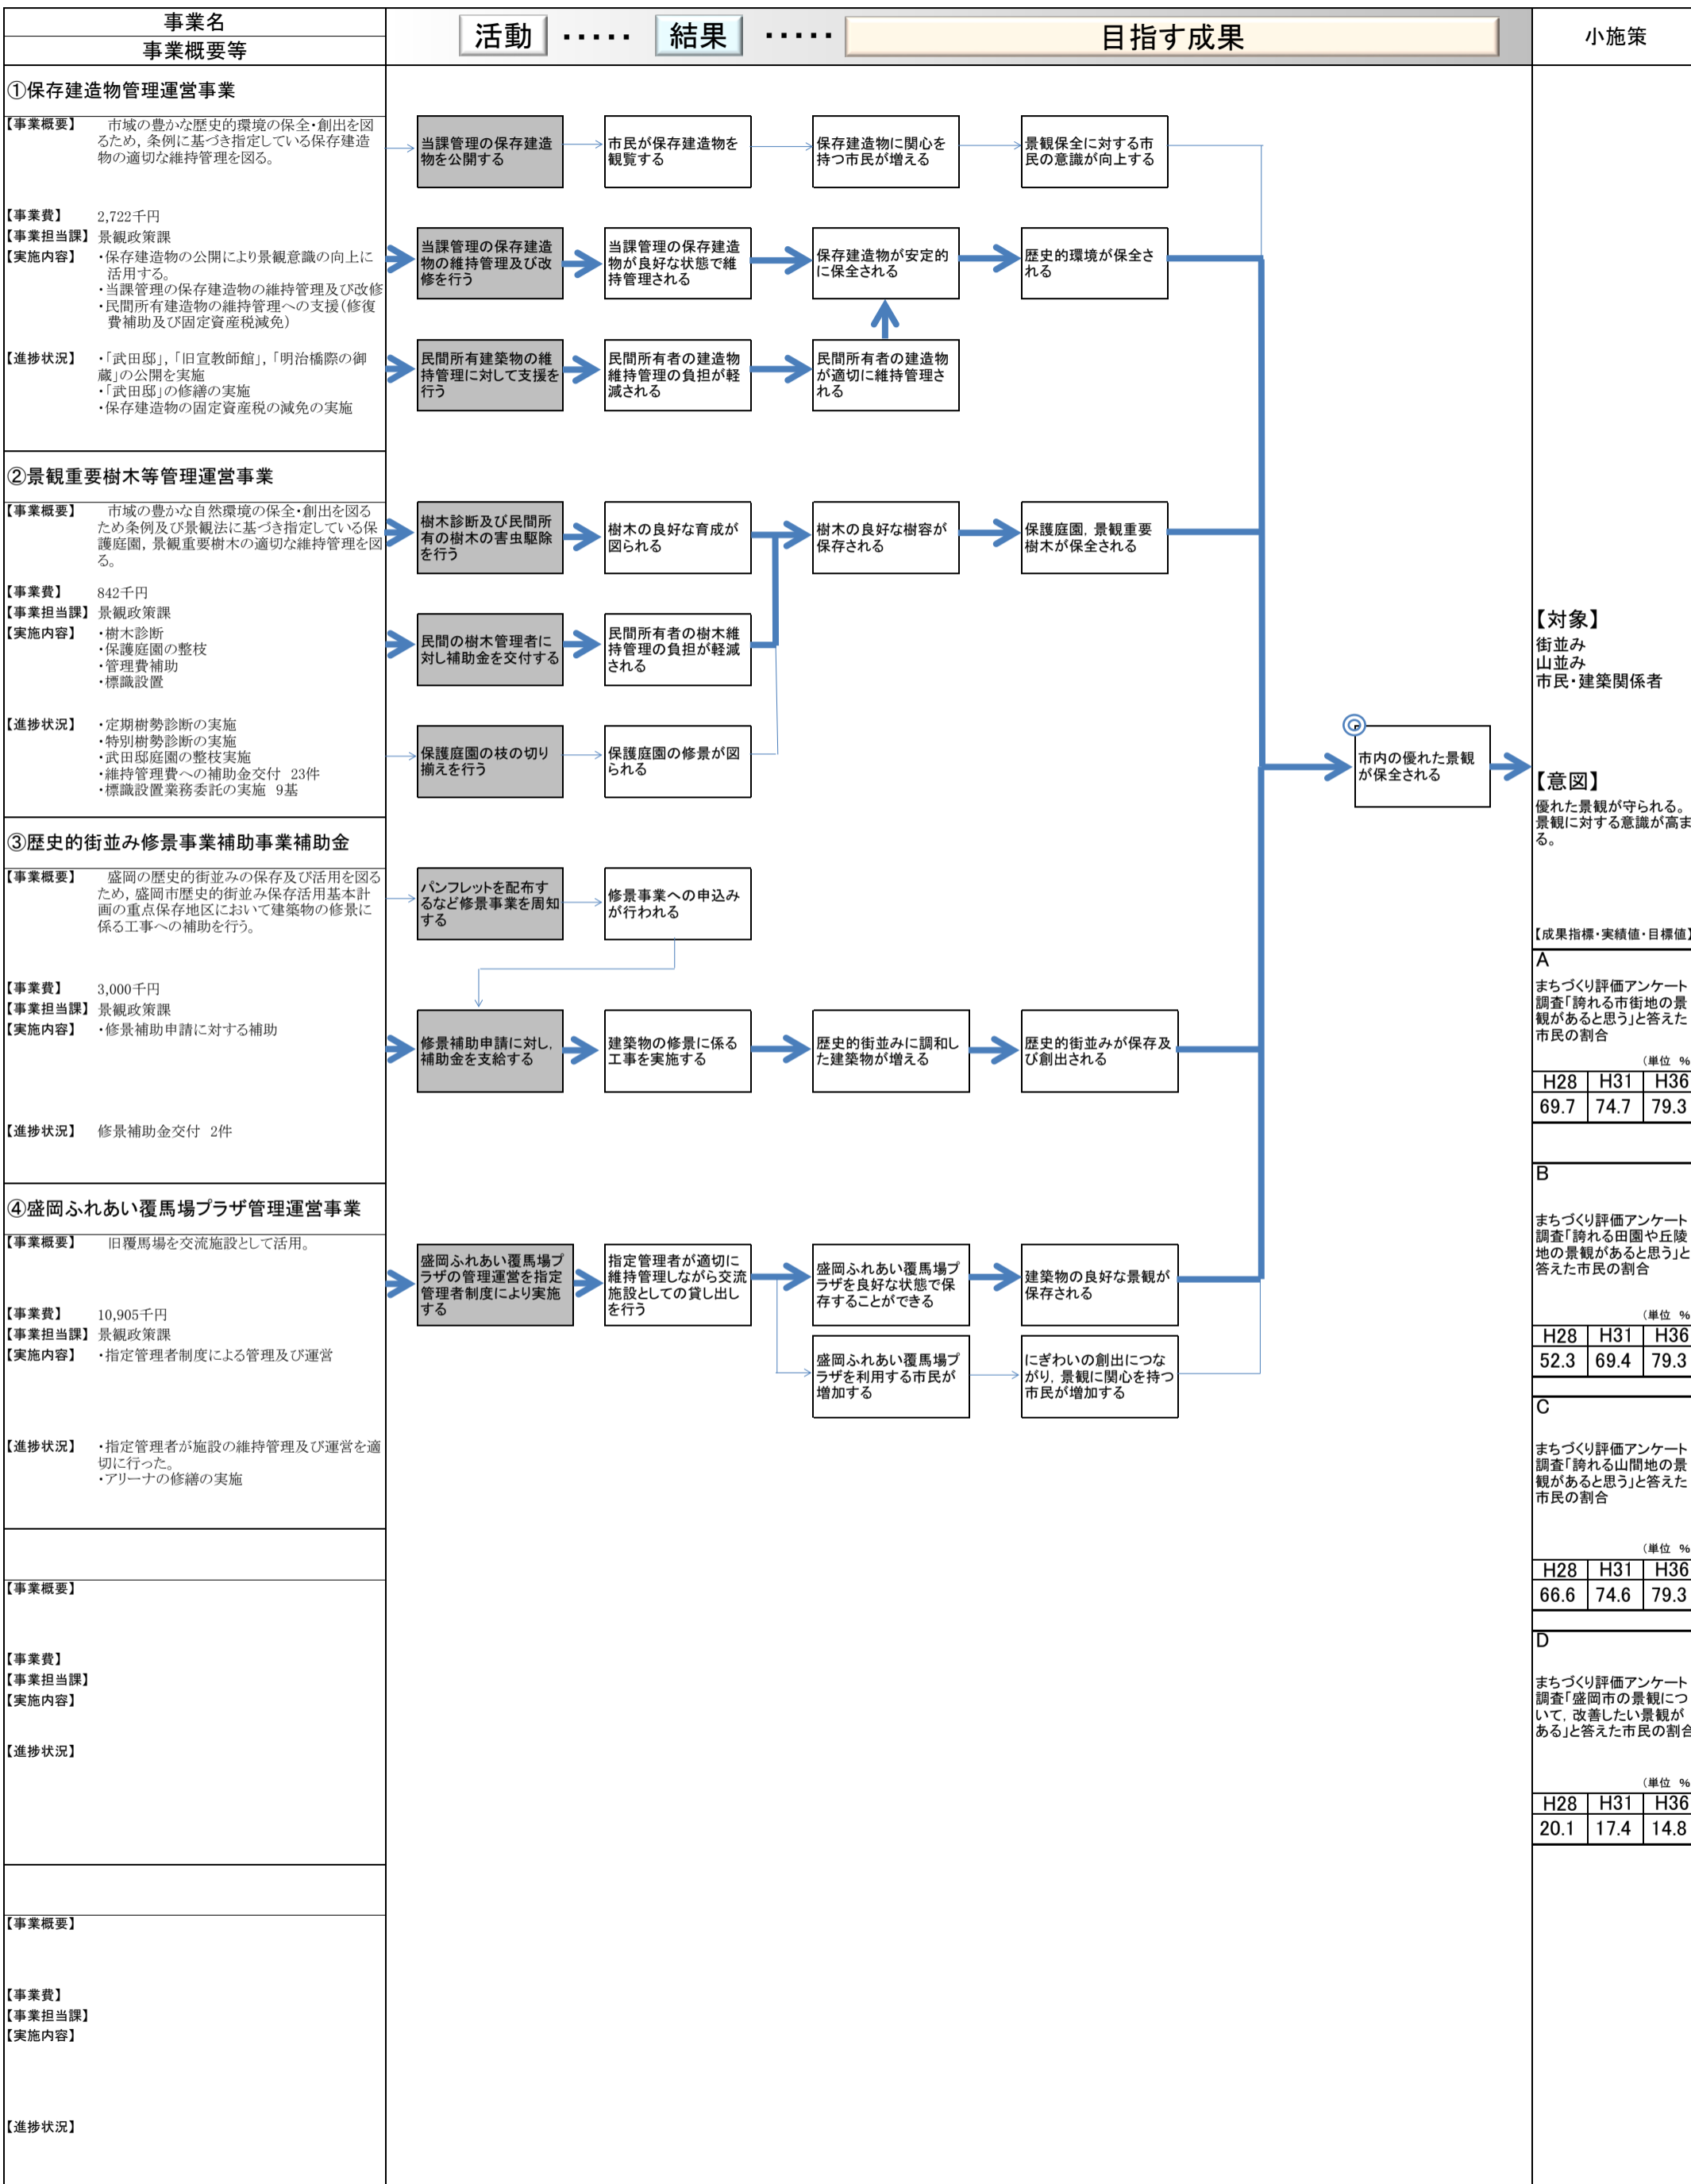 事業名
事業概要等
活動 ・・・・・ 結果 ・・・・・ 目指す成果
小施策
①保存建造物管理運営事業
【事業概要】 市域の豊かな歴史的環境の保全・創出を図
るため，条例に基づき指定している保存建造
物の適切な維持管理を図る。
【事業費】 2,722千円
【事業担当課】 景観政策課
【実施内容】 ・保存建造物の公開により景観意識の向上に
活用する。
・当課管理の保存建造物の維持管理及び改修
・民間所有建造物の維持管理への支援（修復
費補助及び固定資産税減免）
【進捗状況】 ・「武田邸」，「旧宣教師館」，「明治橋際の御
蔵」の公開を実施
・「武田邸」の修繕の実施
・保存建造物の固定資産税の減免の実施
当課管理の保存建造
物を公開する
市民が保存建造物を
観覧する
保存建造物に関心を
持つ市民が増える
景観保全に対する市
民の意識が向上する
当課管理の保存建造
物の維持管理及び改
修を行う
当課管理の保存建造
物が良好な状態で維
持管理される
保存建造物が安定的
に保全される
歴史的環境が保全さ
れる
民間所有建築物の維
持管理に対して支援を
行う
民間所有者の建造物
維持管理の負担が軽
減される
民間所有者の建造物
が適切に維持管理さ
れる
②景観重要樹木等管理運営事業
【事業概要】 市域の豊かな自然環境の保全・創出を図る
ため条例及び景観法に基づき指定している保
護庭園，景観重要樹木の適切な維持管理を図
る。
【事業費】 842千円
【事業担当課】 景観政策課
【実施内容】 ・樹木診断
・保護庭園の整枝
・管理費補助
・標識設置
【進捗状況】 ・定期樹勢診断の実施
・特別樹勢診断の実施
・武田邸庭園の整枝実施
・維持管理費への補助金交付 23件
・標識設置業務委託の実施 9基
樹木診断及び民間所
有の樹木の害虫駆除
を行う
樹木の良好な育成が
図られる
樹木の良好な樹容が
保存される
保護庭園，景観重要
樹木が保全される
民間の樹木管理者に
対し補助金を交付する
民間所有者の樹木維
持管理の負担が軽減
される
保護庭園の枝の切り
揃えを行う
保護庭園の修景が図
られる
③歴史的街並み修景事業補助事業補助金
【事業概要】 盛岡の歴史的街並みの保存及び活用を図る
ため，盛岡市歴史的街並み保存活用基本計
画の重点保存地区において建築物の修景に
係る工事への補助を行う。
【事業費】 3,000千円
【事業担当課】 景観政策課
【実施内容】 ・修景補助申請に対する補助
【進捗状況】 修景補助金交付 2件
パンフレットを配布す
るなど修景事業を周知
する
修景事業への申込み
が行われる
修景補助申請に対し，
補助金を支給する
建築物の修景に係る
工事を実施する
歴史的街並みに調和し
た建築物が増える
歴史的街並みが保存及
び創出される
④盛岡ふれあい覆馬場プラザ管理運営事業
【事業概要】 旧覆馬場を交流施設として活用。
【事業費】 10,905千円
【事業担当課】 景観政策課
【実施内容】 ・指定管理者制度による管理及び運営
【進捗状況】 ・指定管理者が施設の維持管理及び運営を適
切に行った。
・アリーナの修繕の実施
盛岡ふれあい覆馬場プ
ラザの管理運営を指定
管理者制度により実施
する
指定管理者が適切に
維持管理しながら交流
施設としての貸し出し
を行う
盛岡ふれあい覆馬場プ
ラザを良好な状態で保
存することができる
建築物の良好な景観が
保存される
盛岡ふれあい覆馬場プ
ラザを利用する市民が
増加する
にぎわいの創出につな
がり，景観に関心を持つ
市民が増加する
【事業概要】
【事業費】
【事業担当課】
【実施内容】
【進捗状況】
【事業概要】
【事業費】
【事業担当課】
【実施内容】
【進捗状況】
◎
市内の優れた景観
が保全される
【対象】
街並み
山並み
市民・建築関係者
【意図】
優れた景観が守られる。
景観に対する意識が高ま
る。
【成果指標・実績値・目標値】
A
まちづくり評価アンケート
調査「誇れる市街地の景
観があると思う」と答えた
市民の割合
（単位 %
H28 H31 H36
69.7 74.7 79.3
B
まちづくり評価アンケート
調査「誇れる田園や丘陵
地の景観があると思う」と
答えた市民の割合
（単位 %
H28 H31 H36
52.3 69.4 79.3
C
まちづくり評価アンケート
調査「誇れる山間地の景
観があると思う」と答えた
市民の割合
（単位 %
H28 H31 H36
66.6 74.6 79.3
D
まちづくり評価アンケート
調査「盛岡市の景観につ
いて，改善したい景観が
ある」と答えた市民の割合
（単位 %
H28 H31 H36
20.1 17.4 14.8